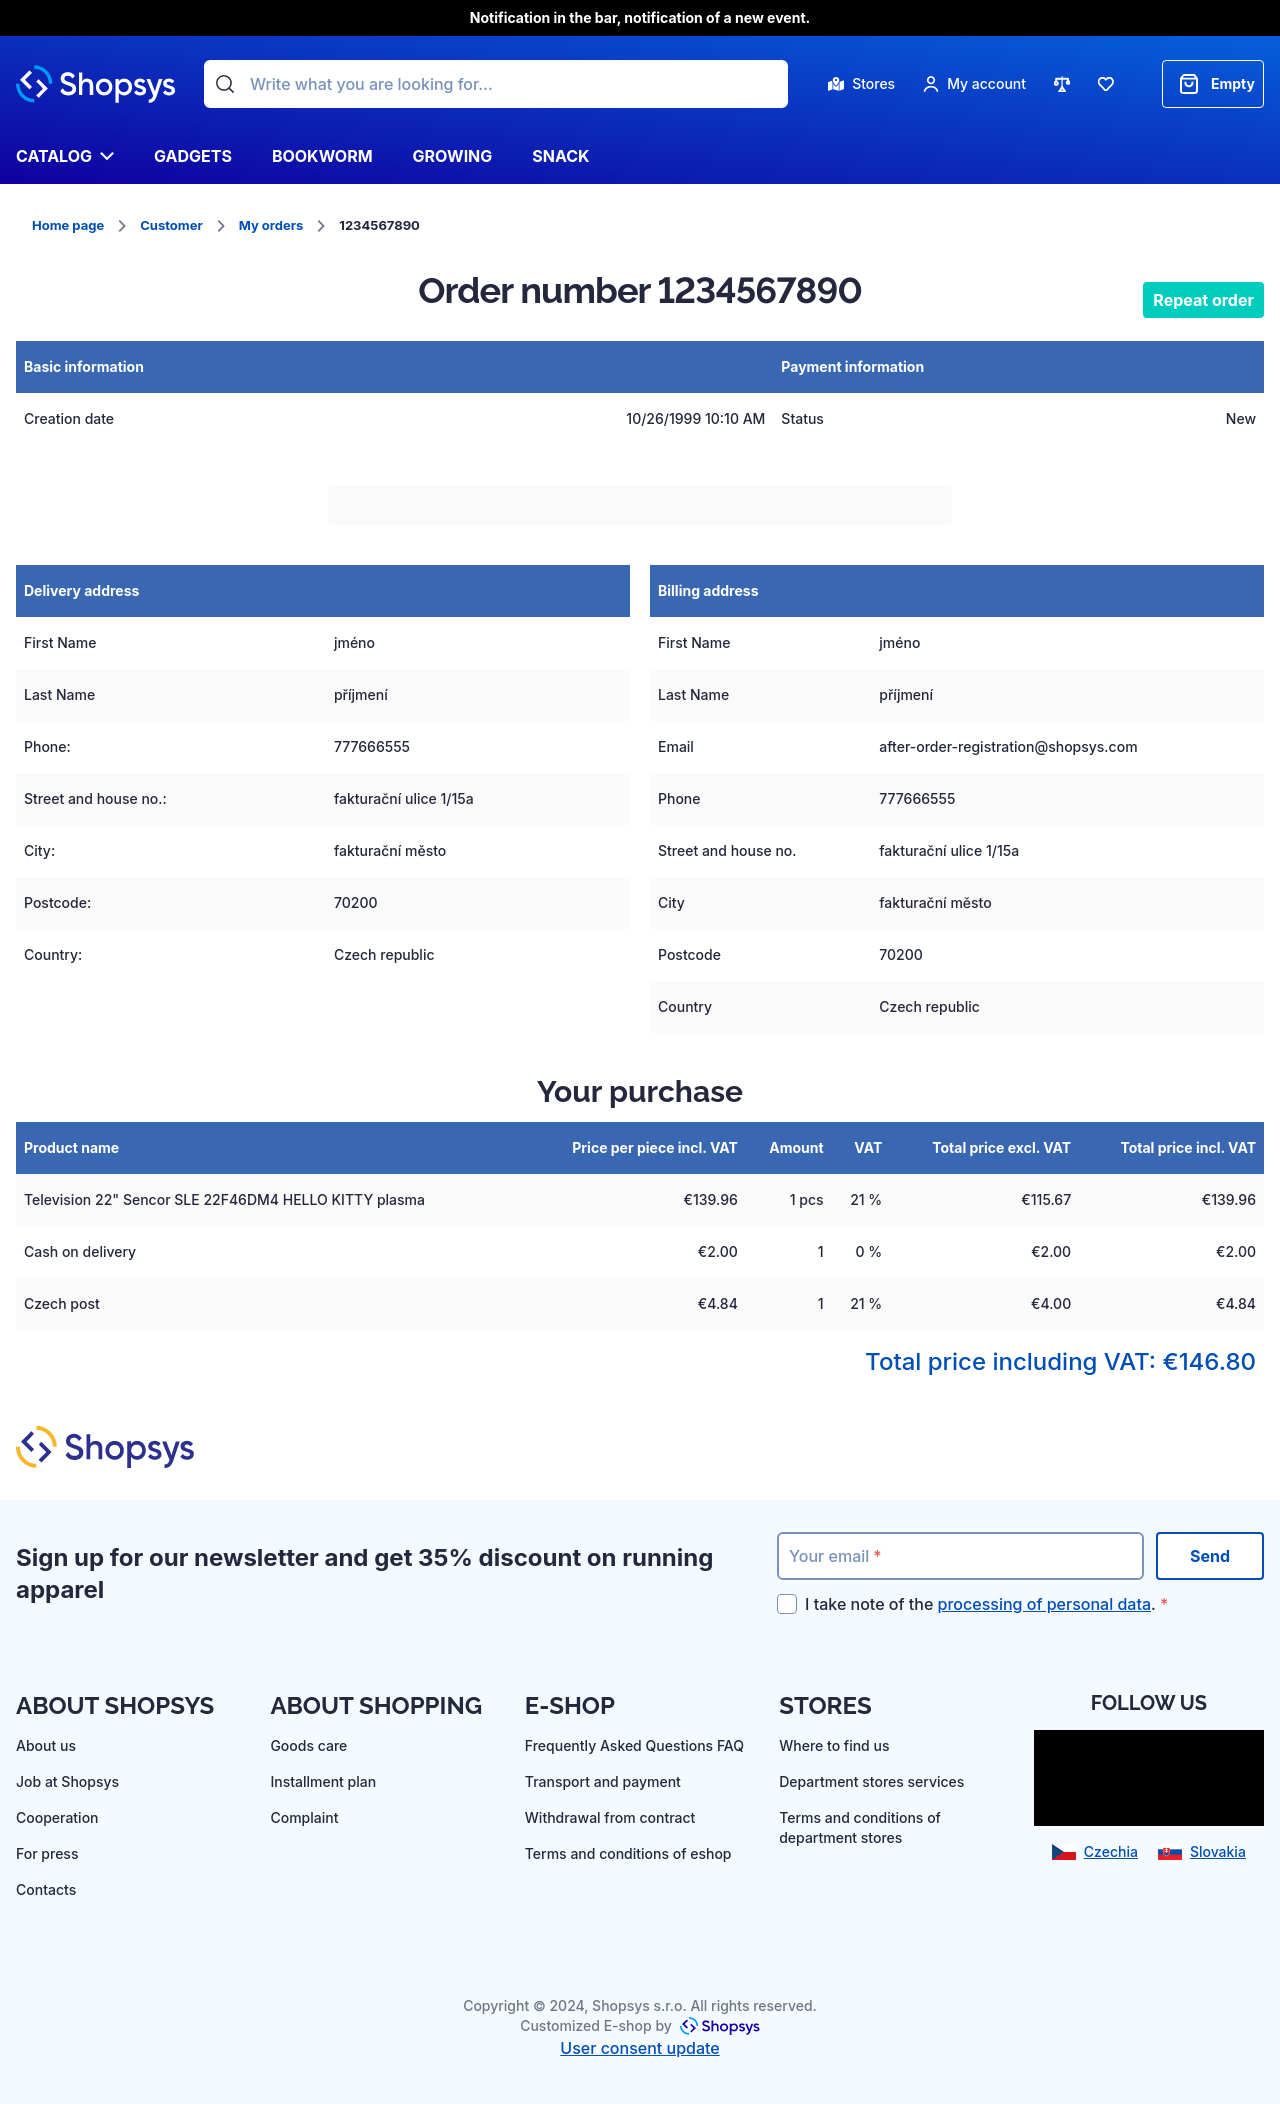 Notification in the bar, notification of a new event.
Shopsys
Write what you are looking for...
Stores
My account
Empty
CATALOG GADGETS BOOKWORM GROWING SNACK
Home page Customer My orders 1234567890
Order number 1234567890
Repeat order
Basic information Payment information
Creation date 10/26/1999 10:10 AM Status New
Delivery address
First Name jméno
Last Name příjmení
Phone: 777666555
Street and house no.: fakturační ulice 1/15a
City: fakturační město
Postcode: 70200
Country: Czech republic
Billing address
First Name jméno
Last Name příjmení
Email after-order-registration@shopsys.com
Phone 777666555
Street and house no. fakturační ulice 1/15a
City fakturační město
Postcode 70200
Country Czech republic
Your purchase
Product name Price per piece incl. VAT Amount VAT Total price excl. VAT Total price incl. VAT
Television 22" Sencor SLE 22F46DM4 HELLO KITTY plasma €139.96 1 pcs 21 % €115.67 €139.96
Cash on delivery €2.00 1 0 % €2.00 €2.00
Czech post €4.84 1 21 % €4.00 €4.84
Total price including VAT: €146.80
Shopsys
Sign up for our newsletter and get 35% discount on running
apparel
Your email *
Send
I take note of the processing of personal data. *
ABOUT SHOPSYS
About us
Job at Shopsys
Cooperation
For press
Contacts
ABOUT SHOPPING
Goods care
Installment plan
Complaint
E-SHOP
Frequently Asked Questions FAQ
Transport and payment
Withdrawal from contract
Terms and conditions of eshop
STORES
Where to find us
Department stores services
Terms and conditions of
department stores
FOLLOW US
Czechia
Slovakia
Copyright © 2024, Shopsys s.r.o. All rights reserved.
Customized E-shop by Shopsys
User consent update